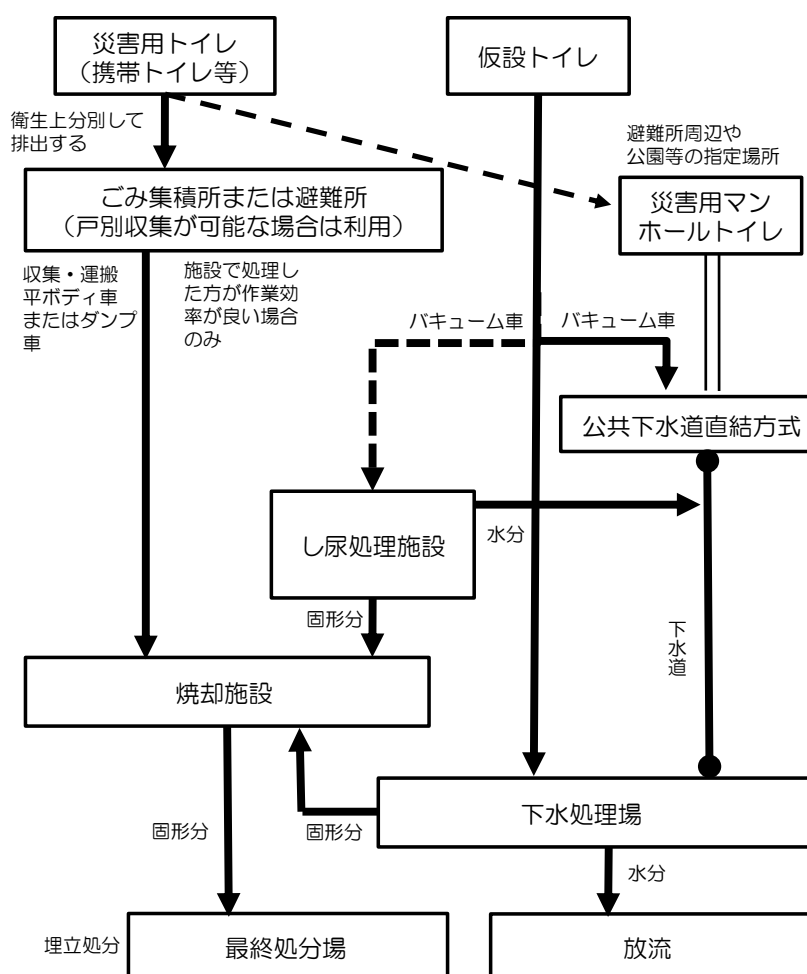 災害用トイレ
（携帯トイレ等）
仮設トイレ
衛生上分別して
排出する
避難所周辺や
公園等の指定場所
ごみ集積所または避難所
（戸別収集が可能な場合は利用）
災害用マン
ホールトイレ
収集・運搬
平ボディ車
またはダンプ
車
施設で処理し
た方が作業効
率が良い場合
のみ
バキューム車
バキューム車
公共下水道直結方式
し尿処理施設
水分
固形分
下水道
焼却施設
下水処理場
固形分
固形分
水分
埋立処分
最終処分場
放流